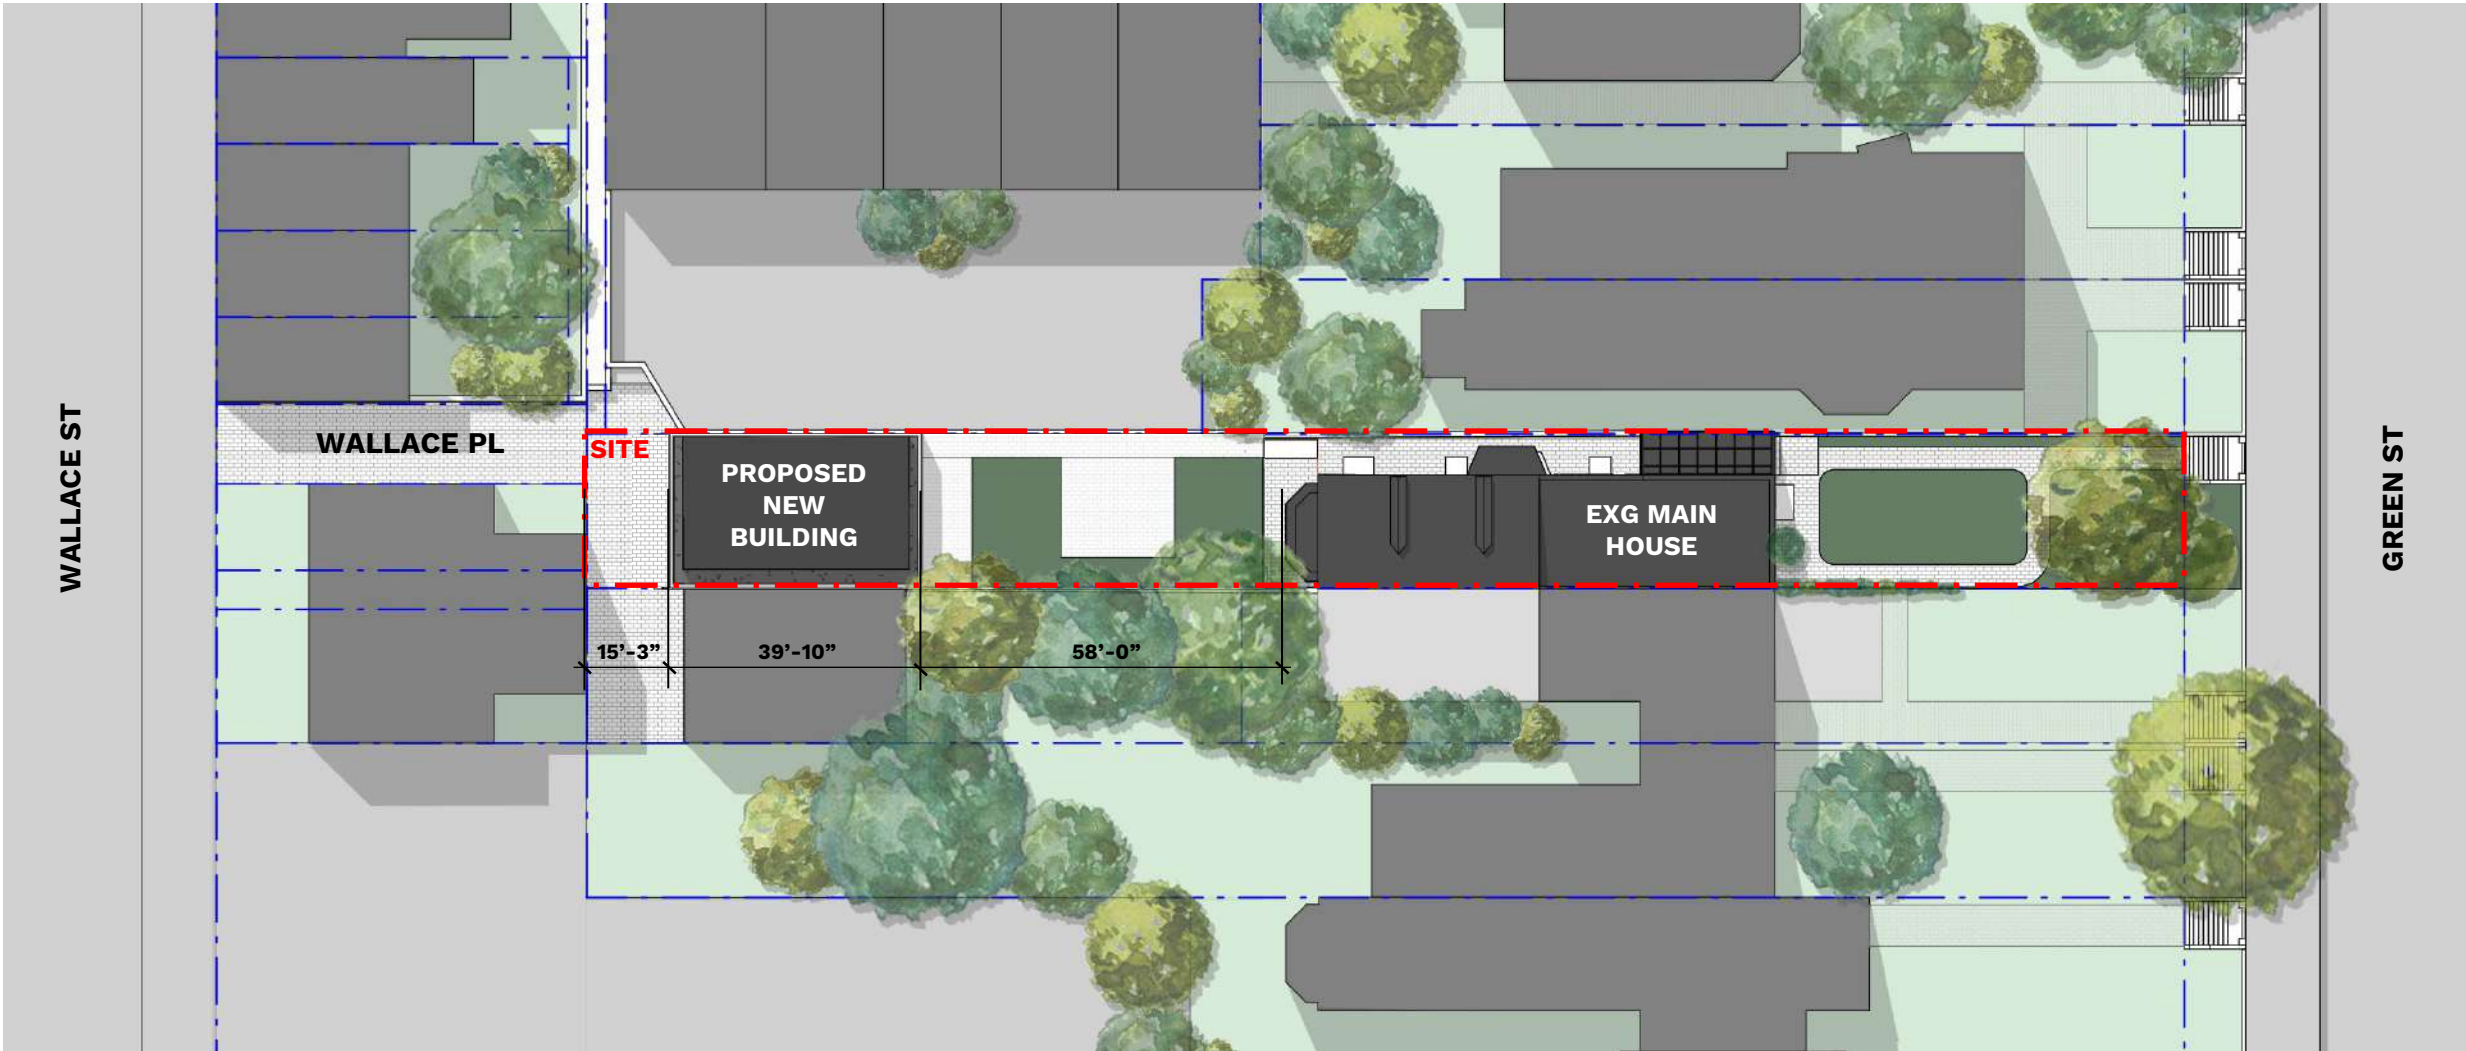 WALLACE ST
WALLACE PL
SITE
PROPOSED
NEW
BUILDING
EXG MAIN
HOUSE
GREEN ST
15’-3”
39’-10”
58’-0”